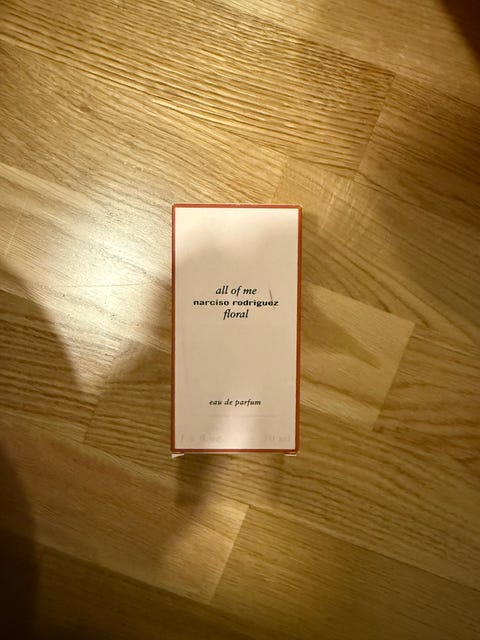 all of me
narciso rodriguez
floral
eau de parfum